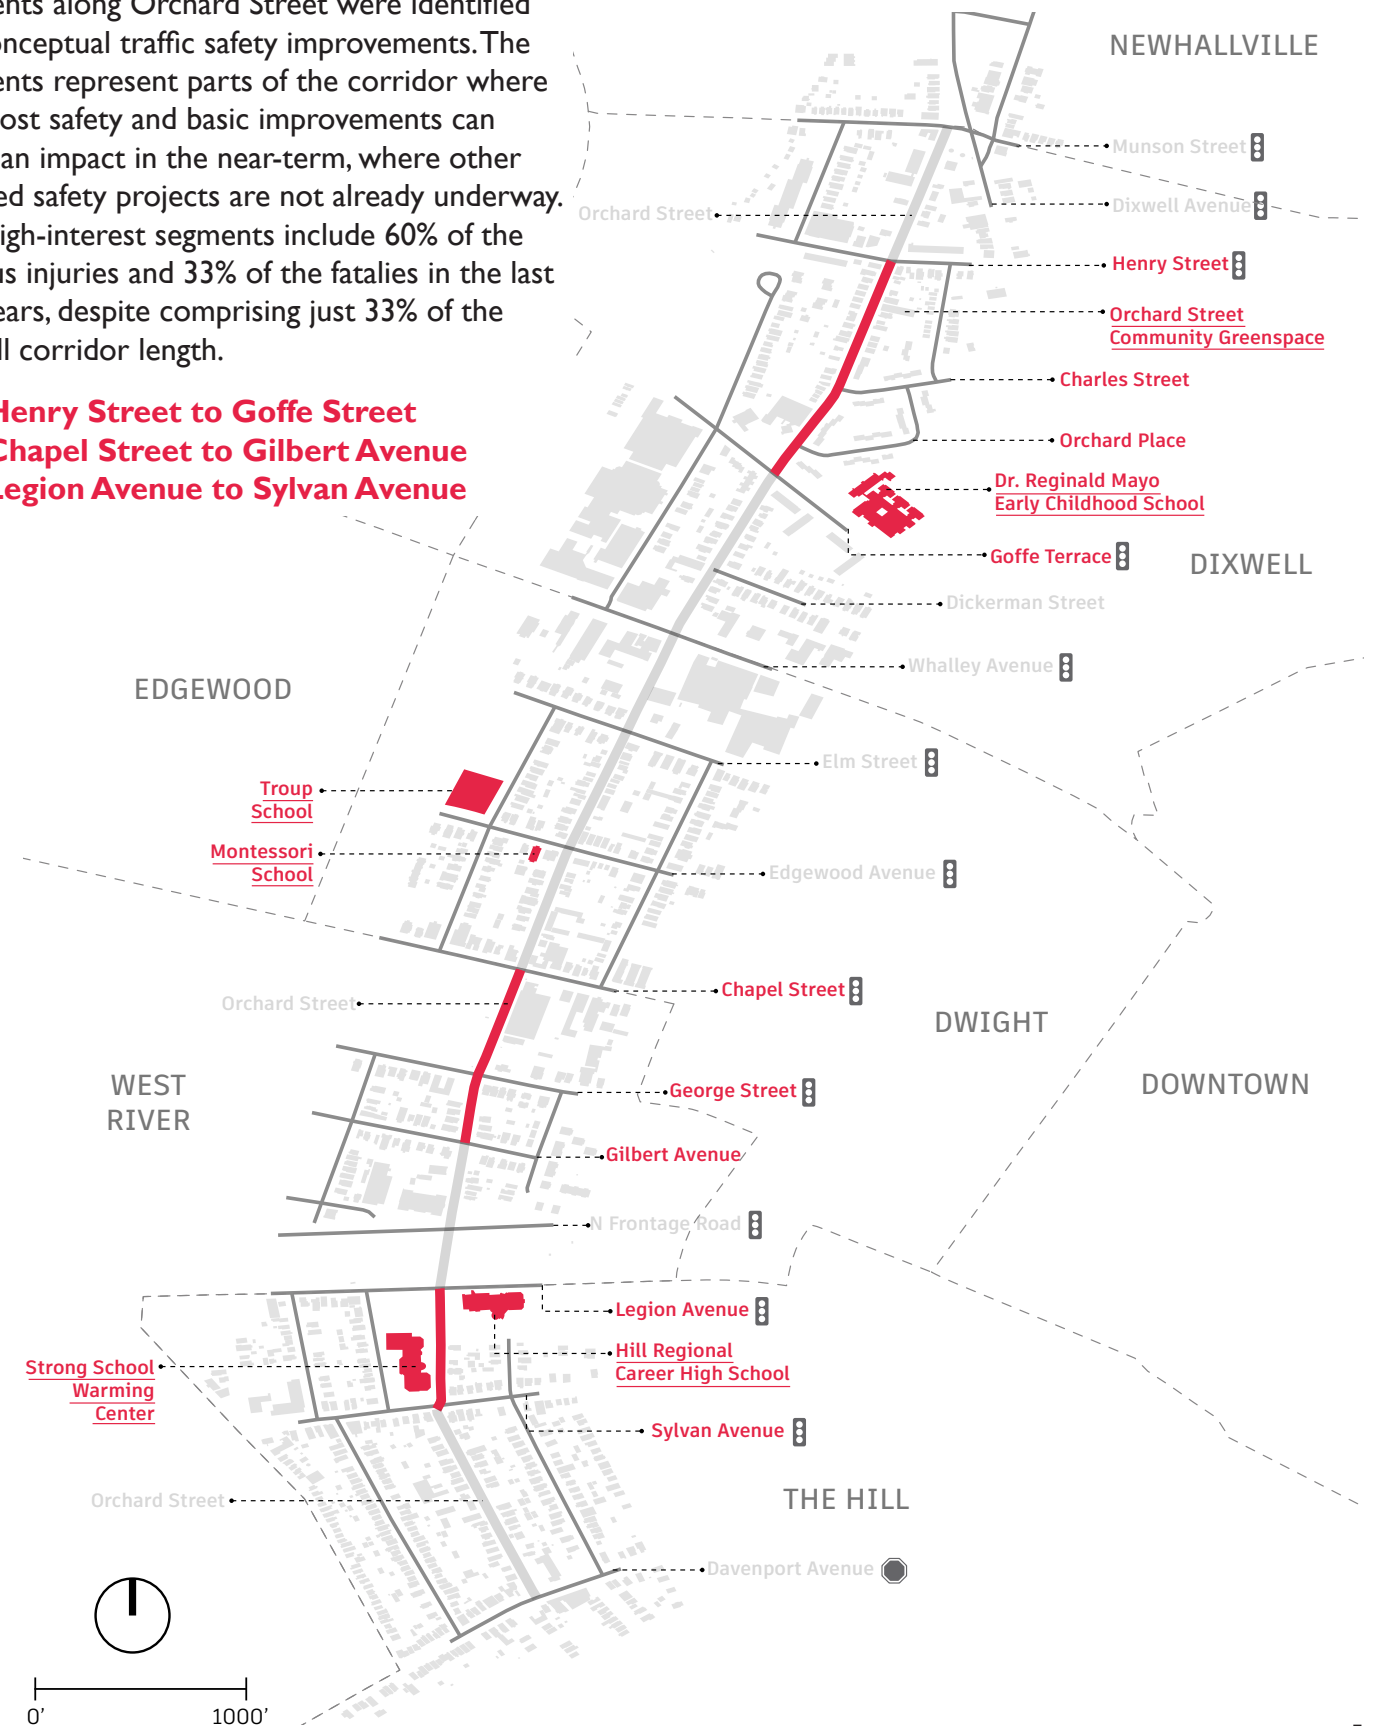 ents along Orchard Street were identified
onceptual traffic safety improvements. The
ents represent parts of the corridor where
ost safety and basic improvements can
an impact in the near-term, where other
ed safety projects are not already underway.
igh-interest segments include 60% of the
us injuries and 33% of the fatalies in the last
ears, despite comprising just 33% of the
ll corridor length.
Henry Street to Goffe Street
Chapel Street to Gilbert Avenue
Legion Avenue to Sylvan Avenue
NEWHALLVILLE
Munson Street
Dixwell Avenue
Orchard Street
Henry Street
Orchard Street
Community Greenspace
Charles Street
Orchard Place
Dr. Reginald Mayo
Early Childhood School
Goffe Terrace
DIXWELL
Dickerman Street
Whalley Avenue
EDGEWOOD
Elm Street
Troup
School
Montessori
School
Edgewood Avenue
Chapel Street
Orchard Street
DWIGHT
WEST
RIVER
DOWNTOWN
George Street
Gilbert Avenue
N Frontage Road
Legion Avenue
Hill Regional
Career High School
Strong School
Warming
Center
Sylvan Avenue
Orchard Street
THE HILL
Davenport Avenue
0'
1000'